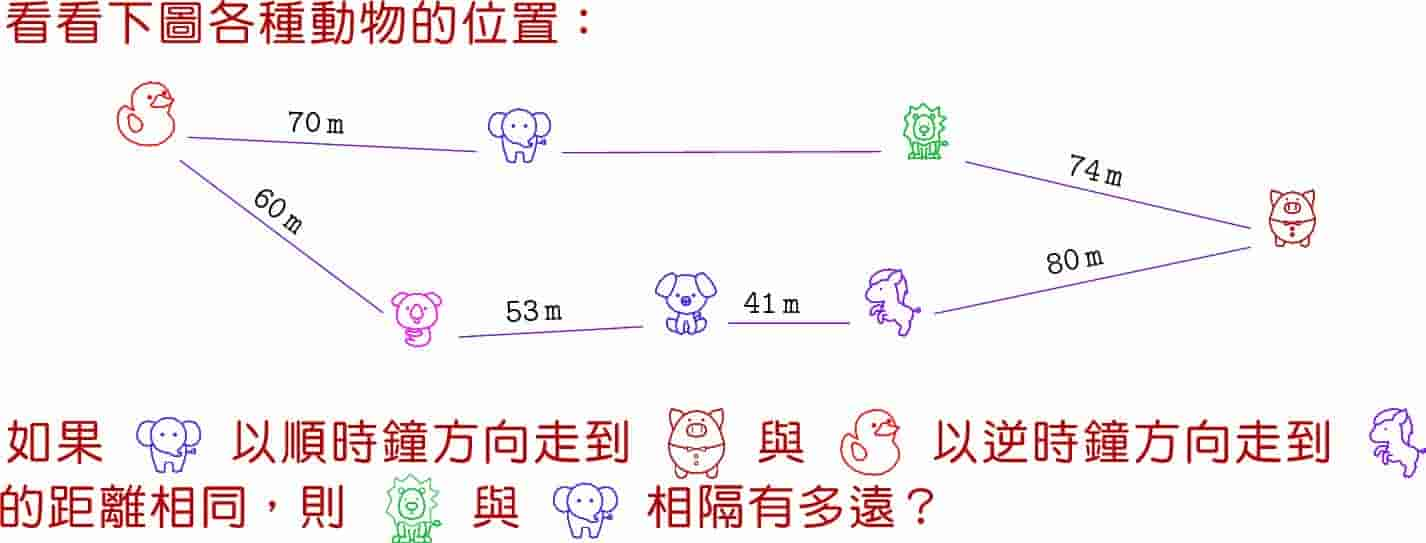 看看下圖各種動物的位置：
70 m
74 m
60 m
80 m
53 m
41 m
如果 以順時鐘方向走到 與 以逆時鐘方向走到
的距離相同，則 與 相隔有多遠？